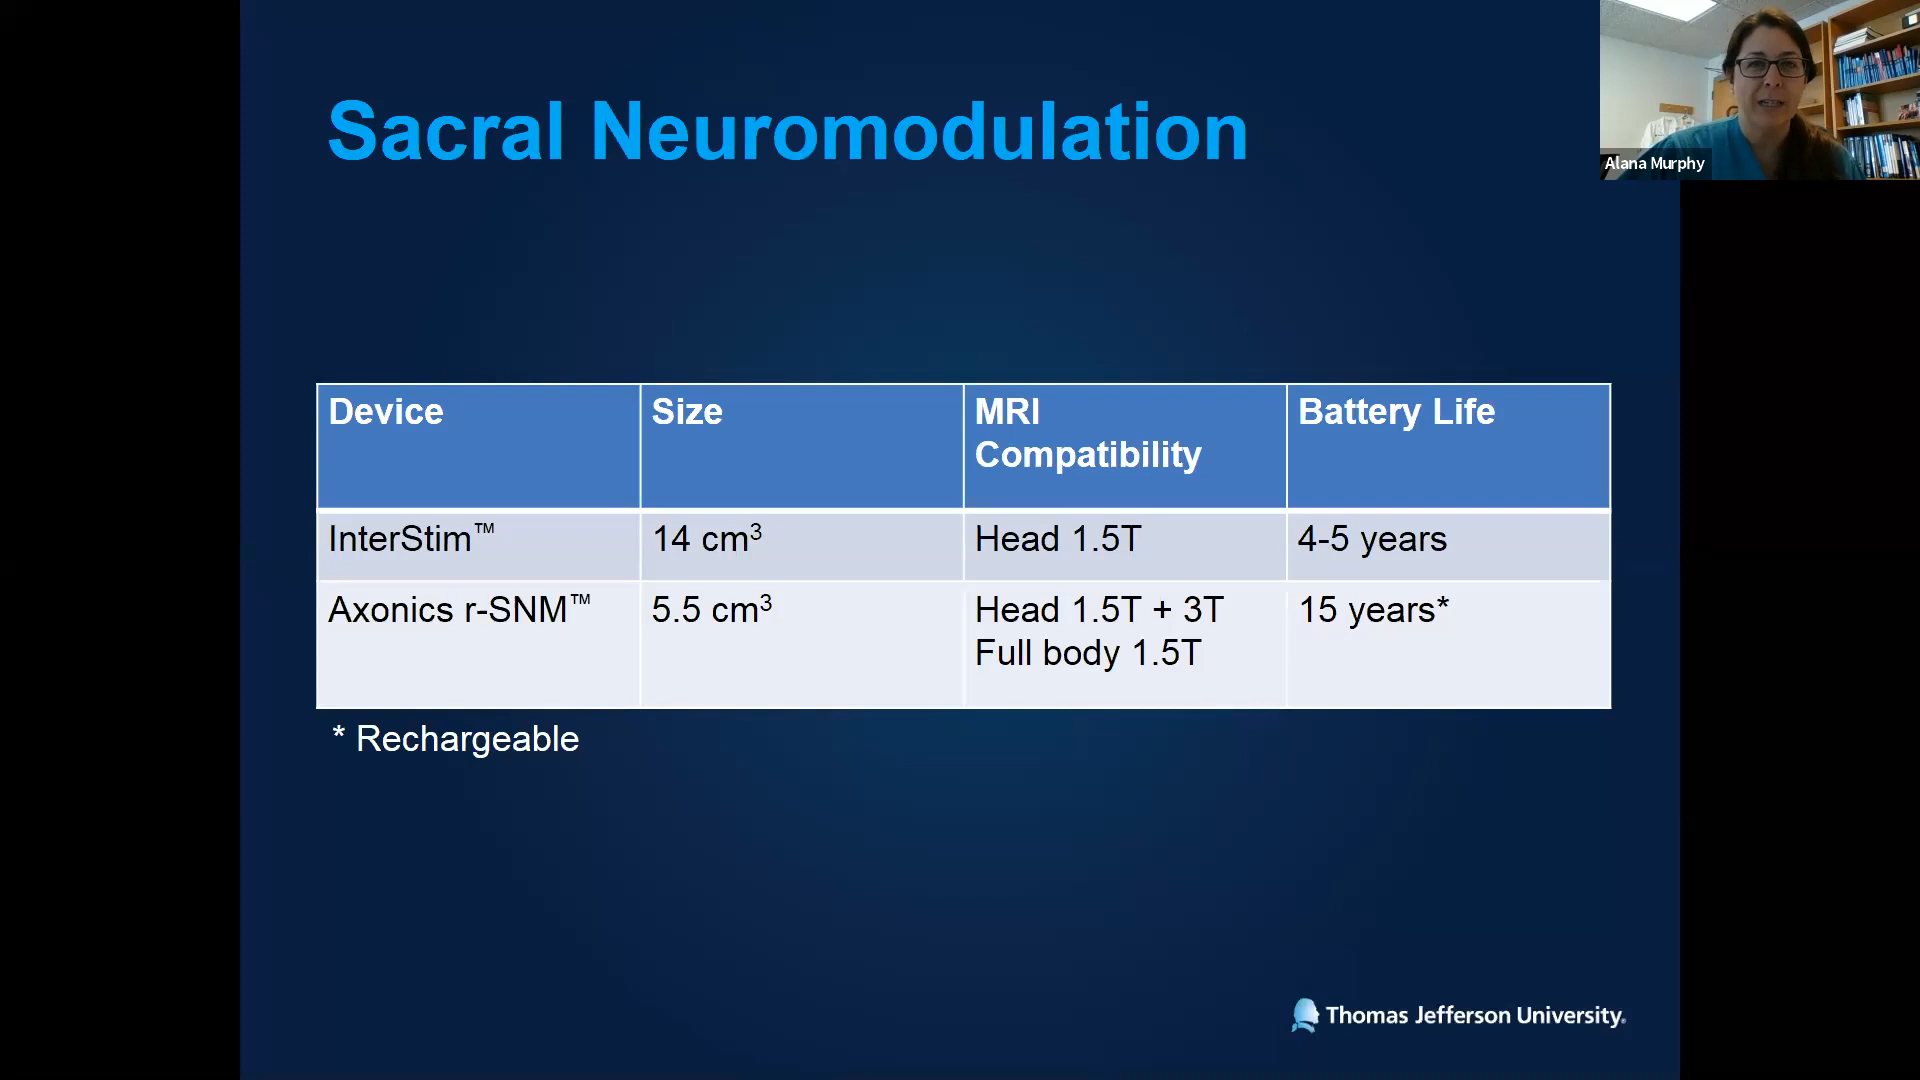 Sacral Neuromodulation
Alana Murphy
Device
Size
MRI
Compatibility
Battery Life
InterStim™
14 cm³
Head 1.5T
4-5 years
Axonics r-SNM™
5.5 cm³
Head 1.5T + 3T
Full body 1.5T
15 years*
* Rechargeable
Thomas Jefferson University.